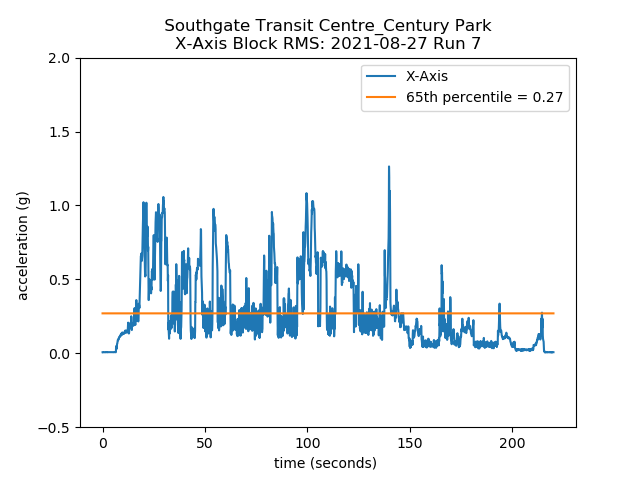 Southgate Transit Centre_Century Park
X-Axis Block RMS: 2021-08-27 Run 7
2.0
1.5
1.0
0.5
0.0
−0.5
acceleration (g)
X-Axis
65th percentile = 0.27
0
50
100
150
200
time (seconds)